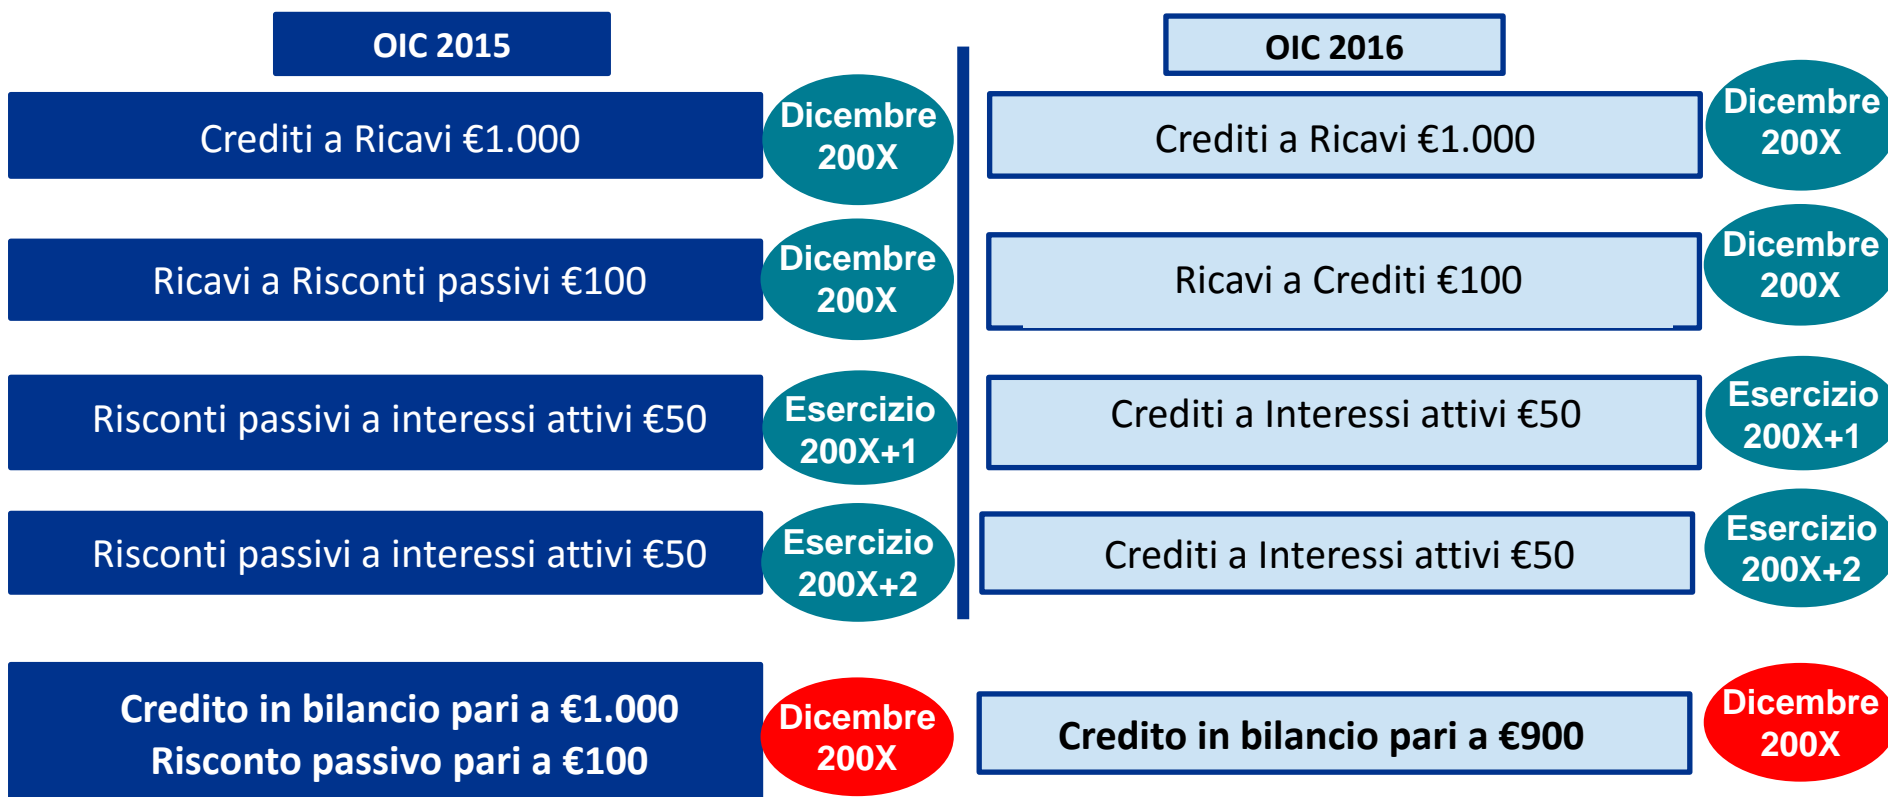 OIC 2015
OIC 2016
Crediti a Ricavi €1.000
Dicembre
200X
Crediti a Ricavi €1.000
Dicembre
200X
Ricavi a Risconti passivi €100
Dicembre
200X
Ricavi a Crediti €100
Dicembre
200X
Risconti passivi a interessi attivi €50
Esercizio
200X+1
Crediti a Interessi attivi €50
Esercizio
200X+1
Risconti passivi a interessi attivi €50
Esercizio
200X+2
Crediti a Interessi attivi €50
Esercizio
200X+2
Credito in bilancio pari a €1.000
Risconto passivo pari a €100
Dicembre
200X
Credito in bilancio pari a €900
Dicembre
200X